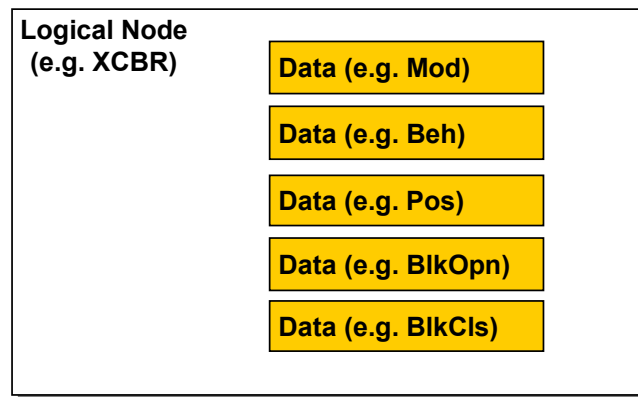 Logical Node
(e.g. XCBR)
Data (e.g. Mod)
Data (e.g. Beh)
Data (e.g. Pos)
Data (e.g. BlkOpn)
Data (e.g. BlkCls)